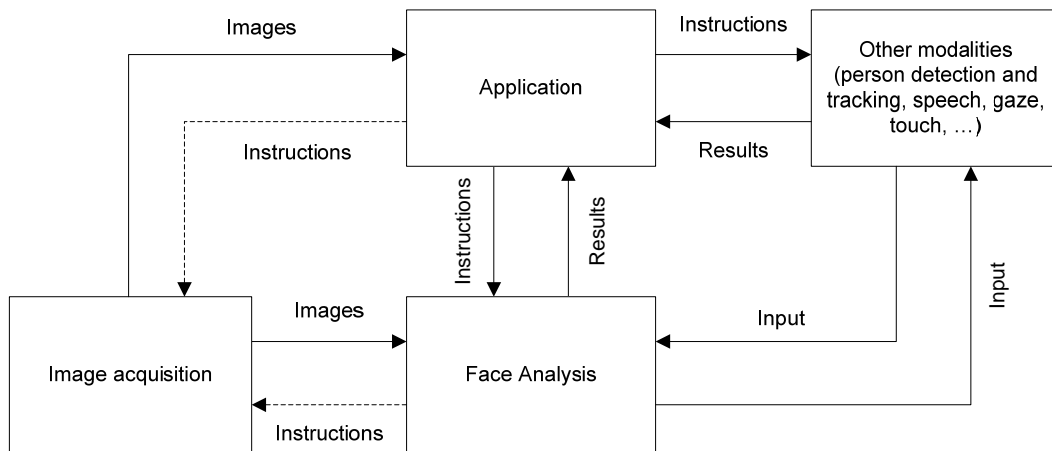 Images
Instructions
Other modalities
(person detection and
tracking, speech, gaze,
touch, …)
Application
Instructions
Results
Instructions
Results
Input
Images
Input
Image acquisition
Face Analysis
Instructions